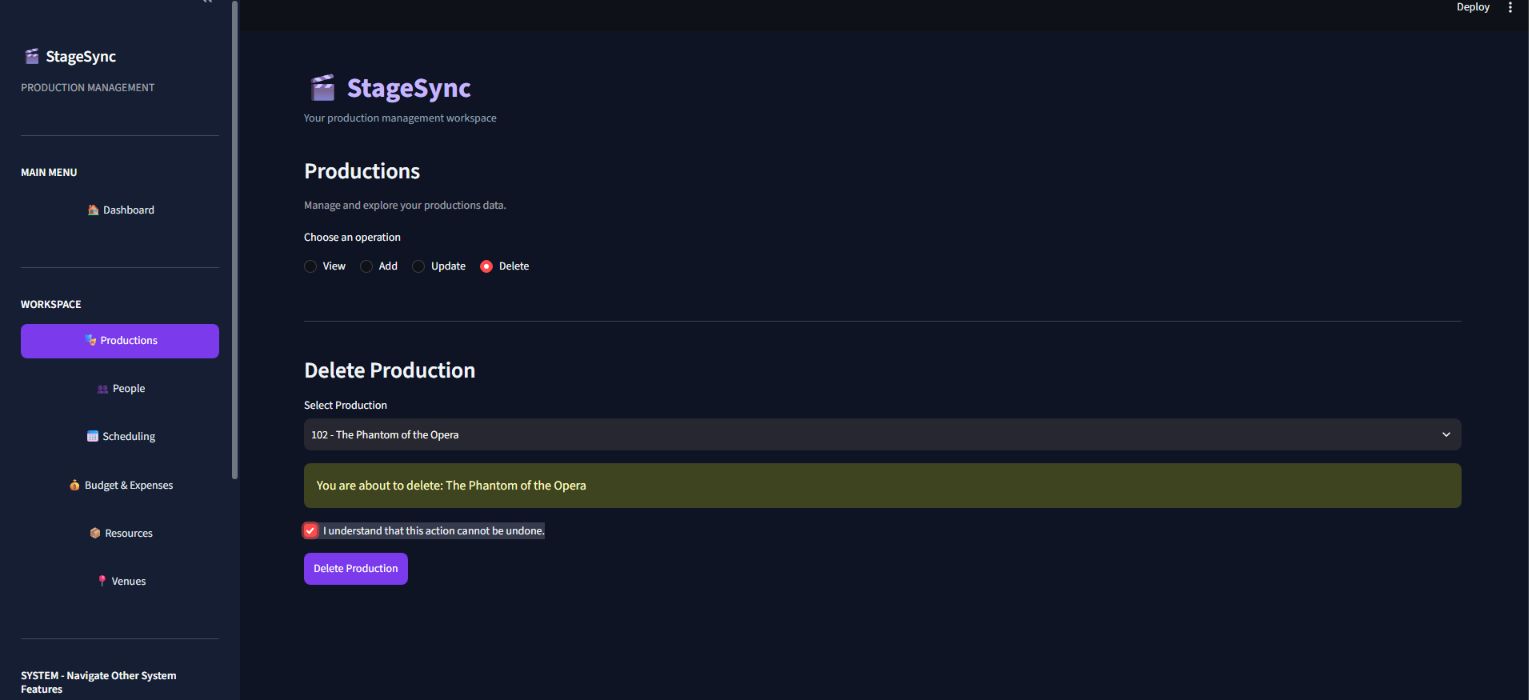 StageSync
PRODUCTION MANAGEMENT
MAIN MENU
Dashboard
WORKSPACE
Productions
People
Scheduling
Budget & Expenses
Resources
Venues
SYSTEM - Navigate Other System
Features
Deploy
StageSync
Your production management workspace
Productions
Manage and explore your productions data.
Choose an operation
View Add Update Delete
Delete Production
Select Production
102 - The Phantom of the Opera
You are about to delete: The Phantom of the Opera
I understand that this action cannot be undone.
Delete Production